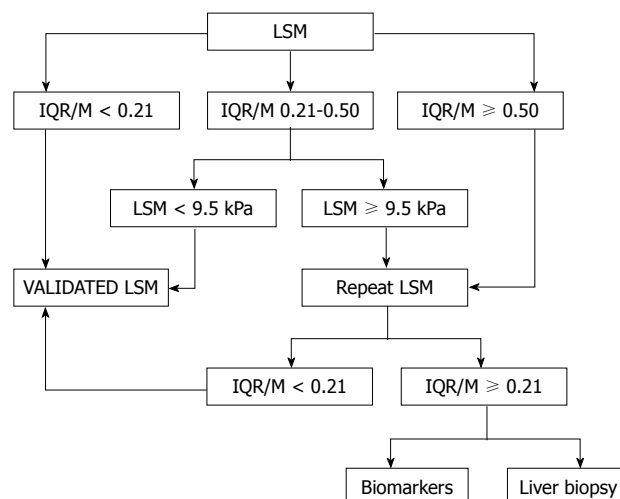 LSM
IQR/M < 0.21
IQR/M 0.21-0.50
IQR/M ⩾ 0.50
LSM < 9.5 kPa
LSM ⩾ 9.5 kPa
VALIDATED LSM
Repeat LSM
IQR/M < 0.21
IQR/M ⩾ 0.21
Biomarkers
Liver biopsy